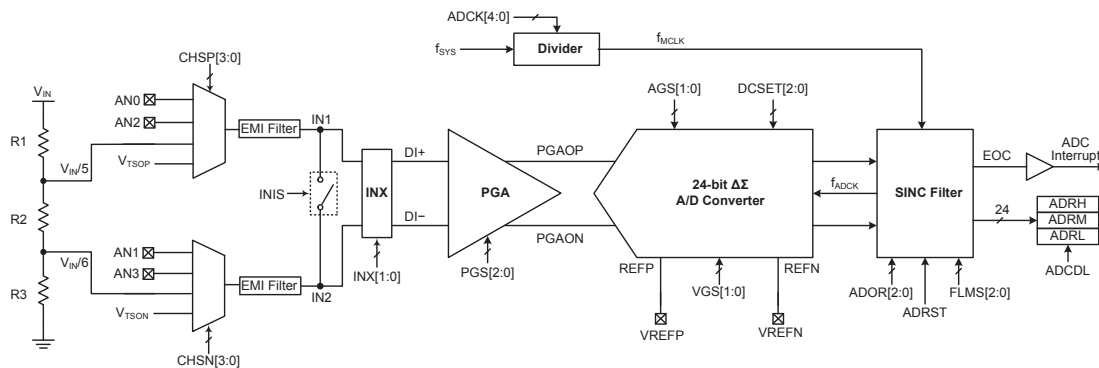 ADCK[4:0]
fSYS
Divider
fMCLK
CHSP[3:0]
AGS[1:0]
DCSET[2:0]
VIN
AN0
AN2
R1
VIN/5
VTSOP
EMI Filter
IN1
INIS
INX
DI+
DI−
INX[1:0]
PGA
PGAOP
PGAON
PGS[2:0]
24-bit ΔΣ
A/D Converter
fADCK
SINC Filter
EOC
ADC
Interrupt
24
ADRH
ADRM
ADRL
ADCDL
R2
VIN/6
AN1
AN3
R3
VTSON
EMI Filter
IN2
CHSN[3:0]
REFP
REFN
VGS[1:0]
VREFP
VREFN
ADOR[2:0]
FLMS[2:0]
ADRST